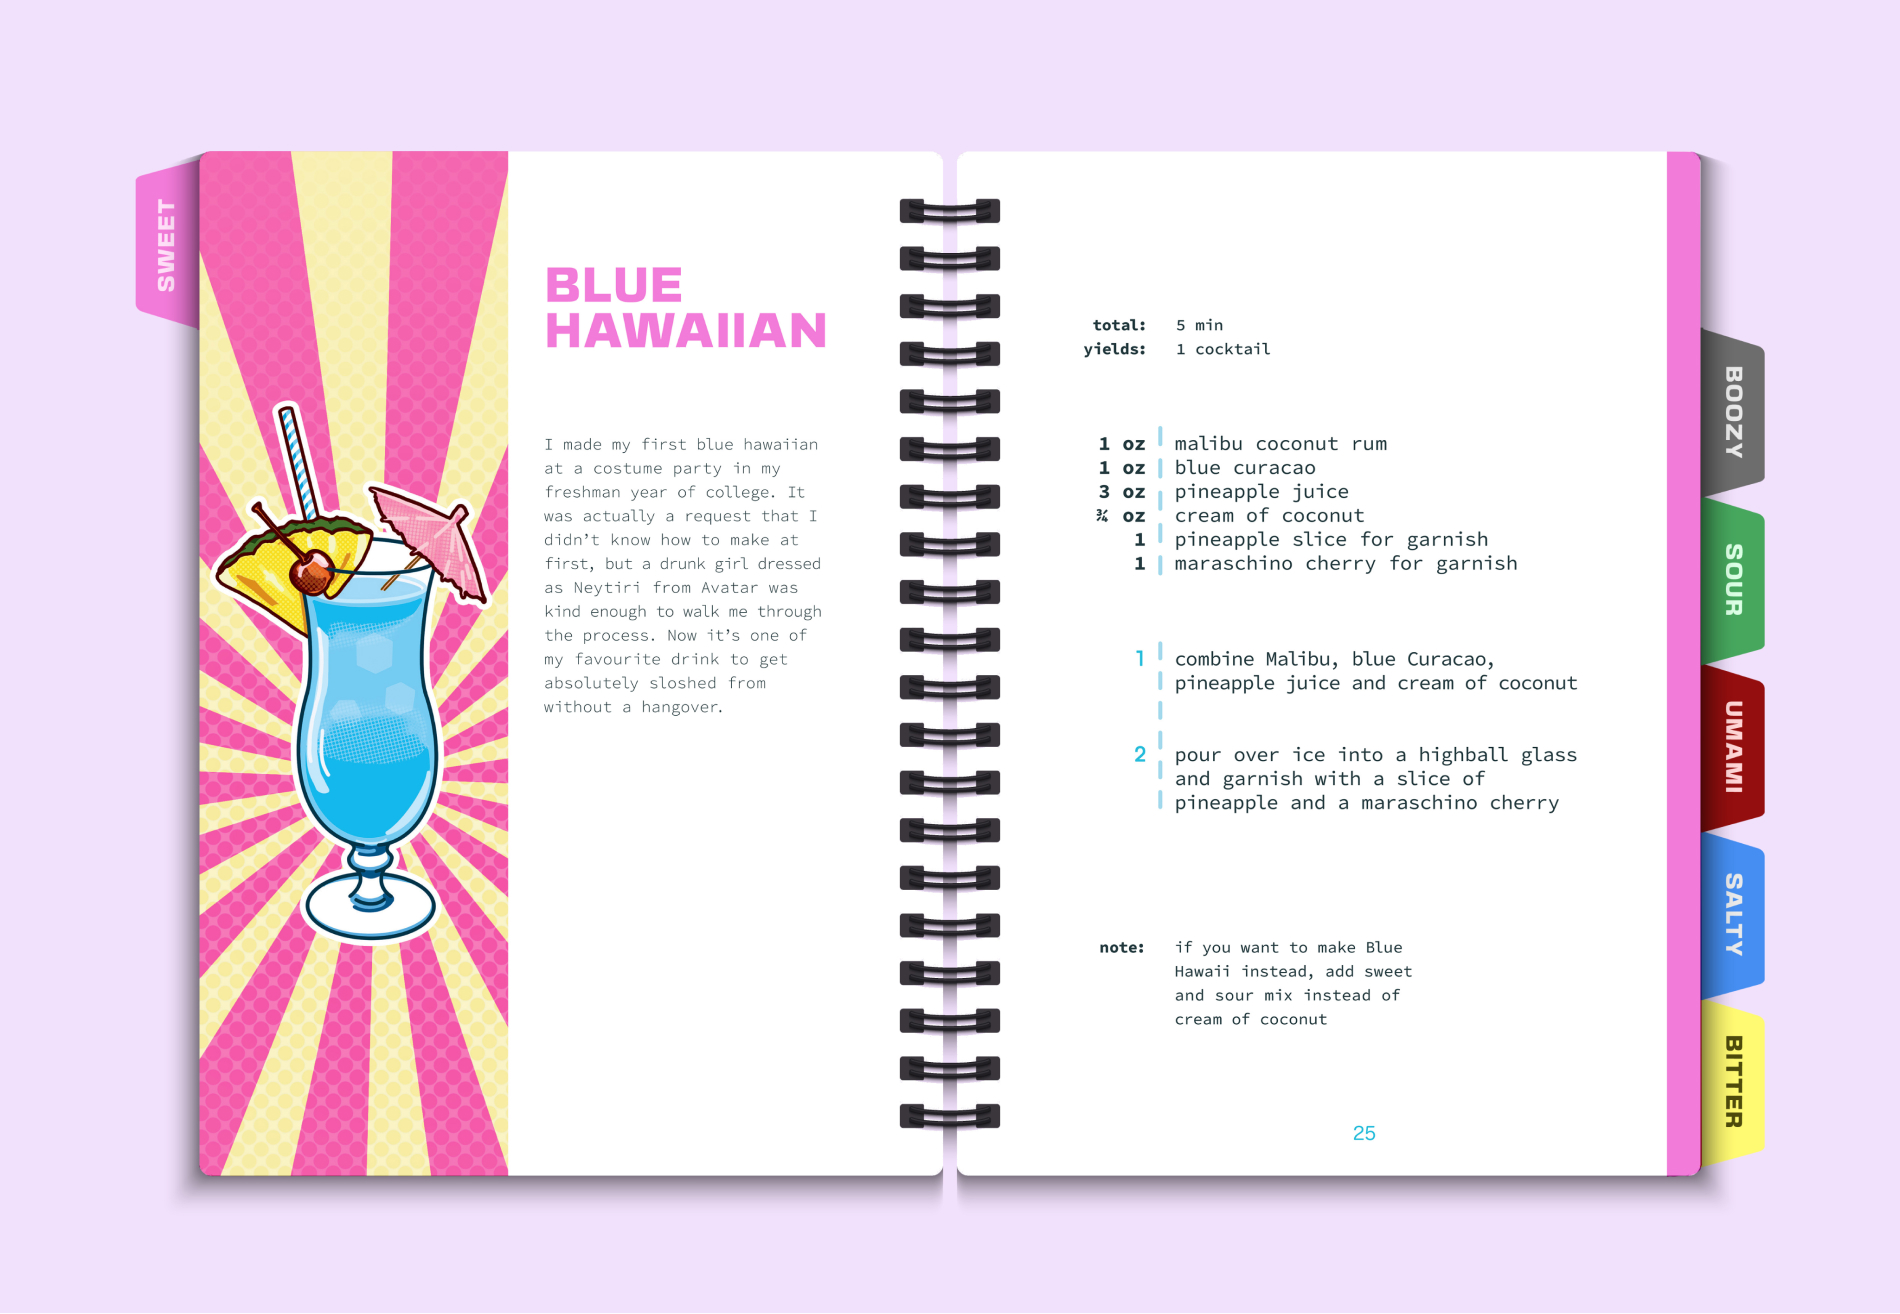 SWEET
BLUE
HAWAIIAN
I made my first blue hawaiian
at a costume party in my
freshman year of college. It
was actually a request that I
didn’t know how to make at
first, but a drunk girl dressed
as Neytiri from Avatar was
kind enough to walk me through
the process. Now it’s one of
my favourite drink to get
absolutely sloshed from
without a hangover.
total: 5 min
yields: 1 cocktail
1 oz malibu coconut rum
1 oz blue curacao
3 oz pineapple juice
¾ oz cream of coconut
1 pineapple slice for garnish
1 maraschino cherry for garnish
1 combine Malibu, blue Curacao,
pineapple juice and cream of coconut
2 pour over ice into a highball glass
and garnish with a slice of
pineapple and a maraschino cherry
note: if you want to make Blue
Hawaii instead, add sweet
and sour mix instead of
cream of coconut
25
BOOZY
SOUR
UMAMI
SALTY
BITTER